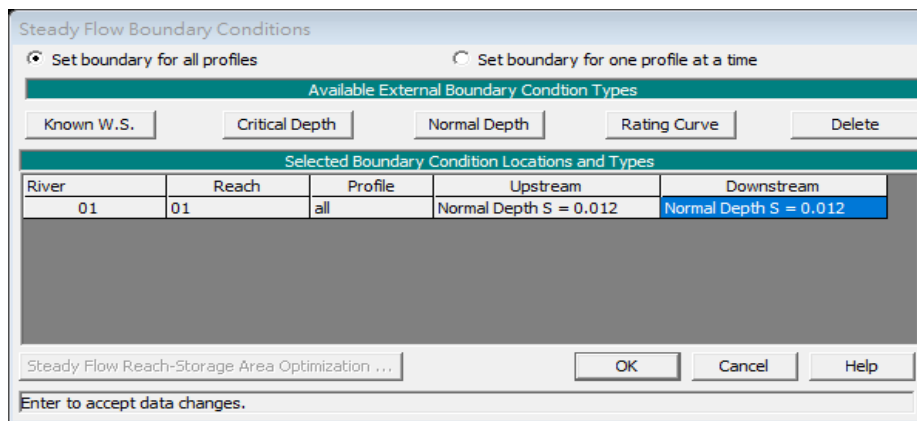 Steady Flow Boundary Conditions
Set boundary for all profiles Set boundary for one profile at a time
Available External Boundary Condtion Types
Known W.S. Critical Depth Normal Depth Rating Curve Delete
Selected Boundary Condition Locations and Types
River Reach Profile Upstream Downstream
01 01 all Normal Depth S = 0.012 Normal Depth S = 0.012
Steady Flow Reach-Storage Area Optimization ... OK Cancel Help
Enter to accept data changes.